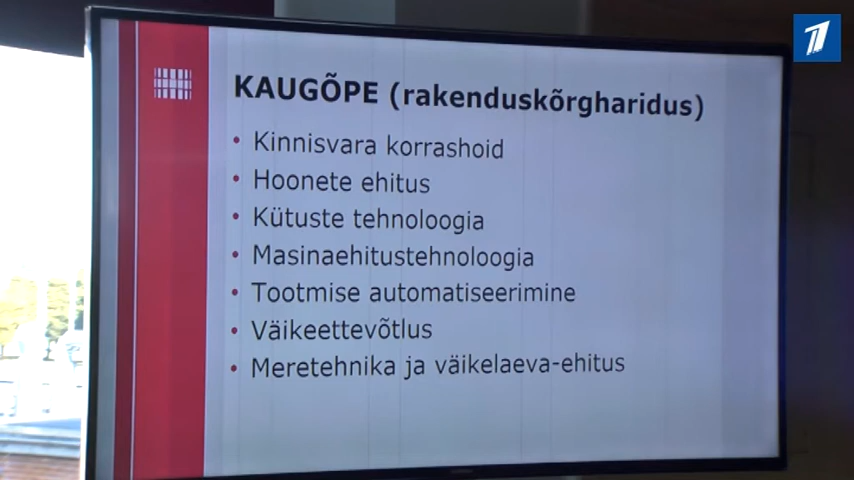 KAUGÕPE (rakenduskõrgharidus)
• Kinnisvara korrashoid
• Hoonete ehitus
• Kütuste tehnoloogia
• Masinaehitustehnoloogia
• Tootmise automatiseerimine
• Väikeettevõtlus
• Meretehnika ja väikelaeva-ehitus